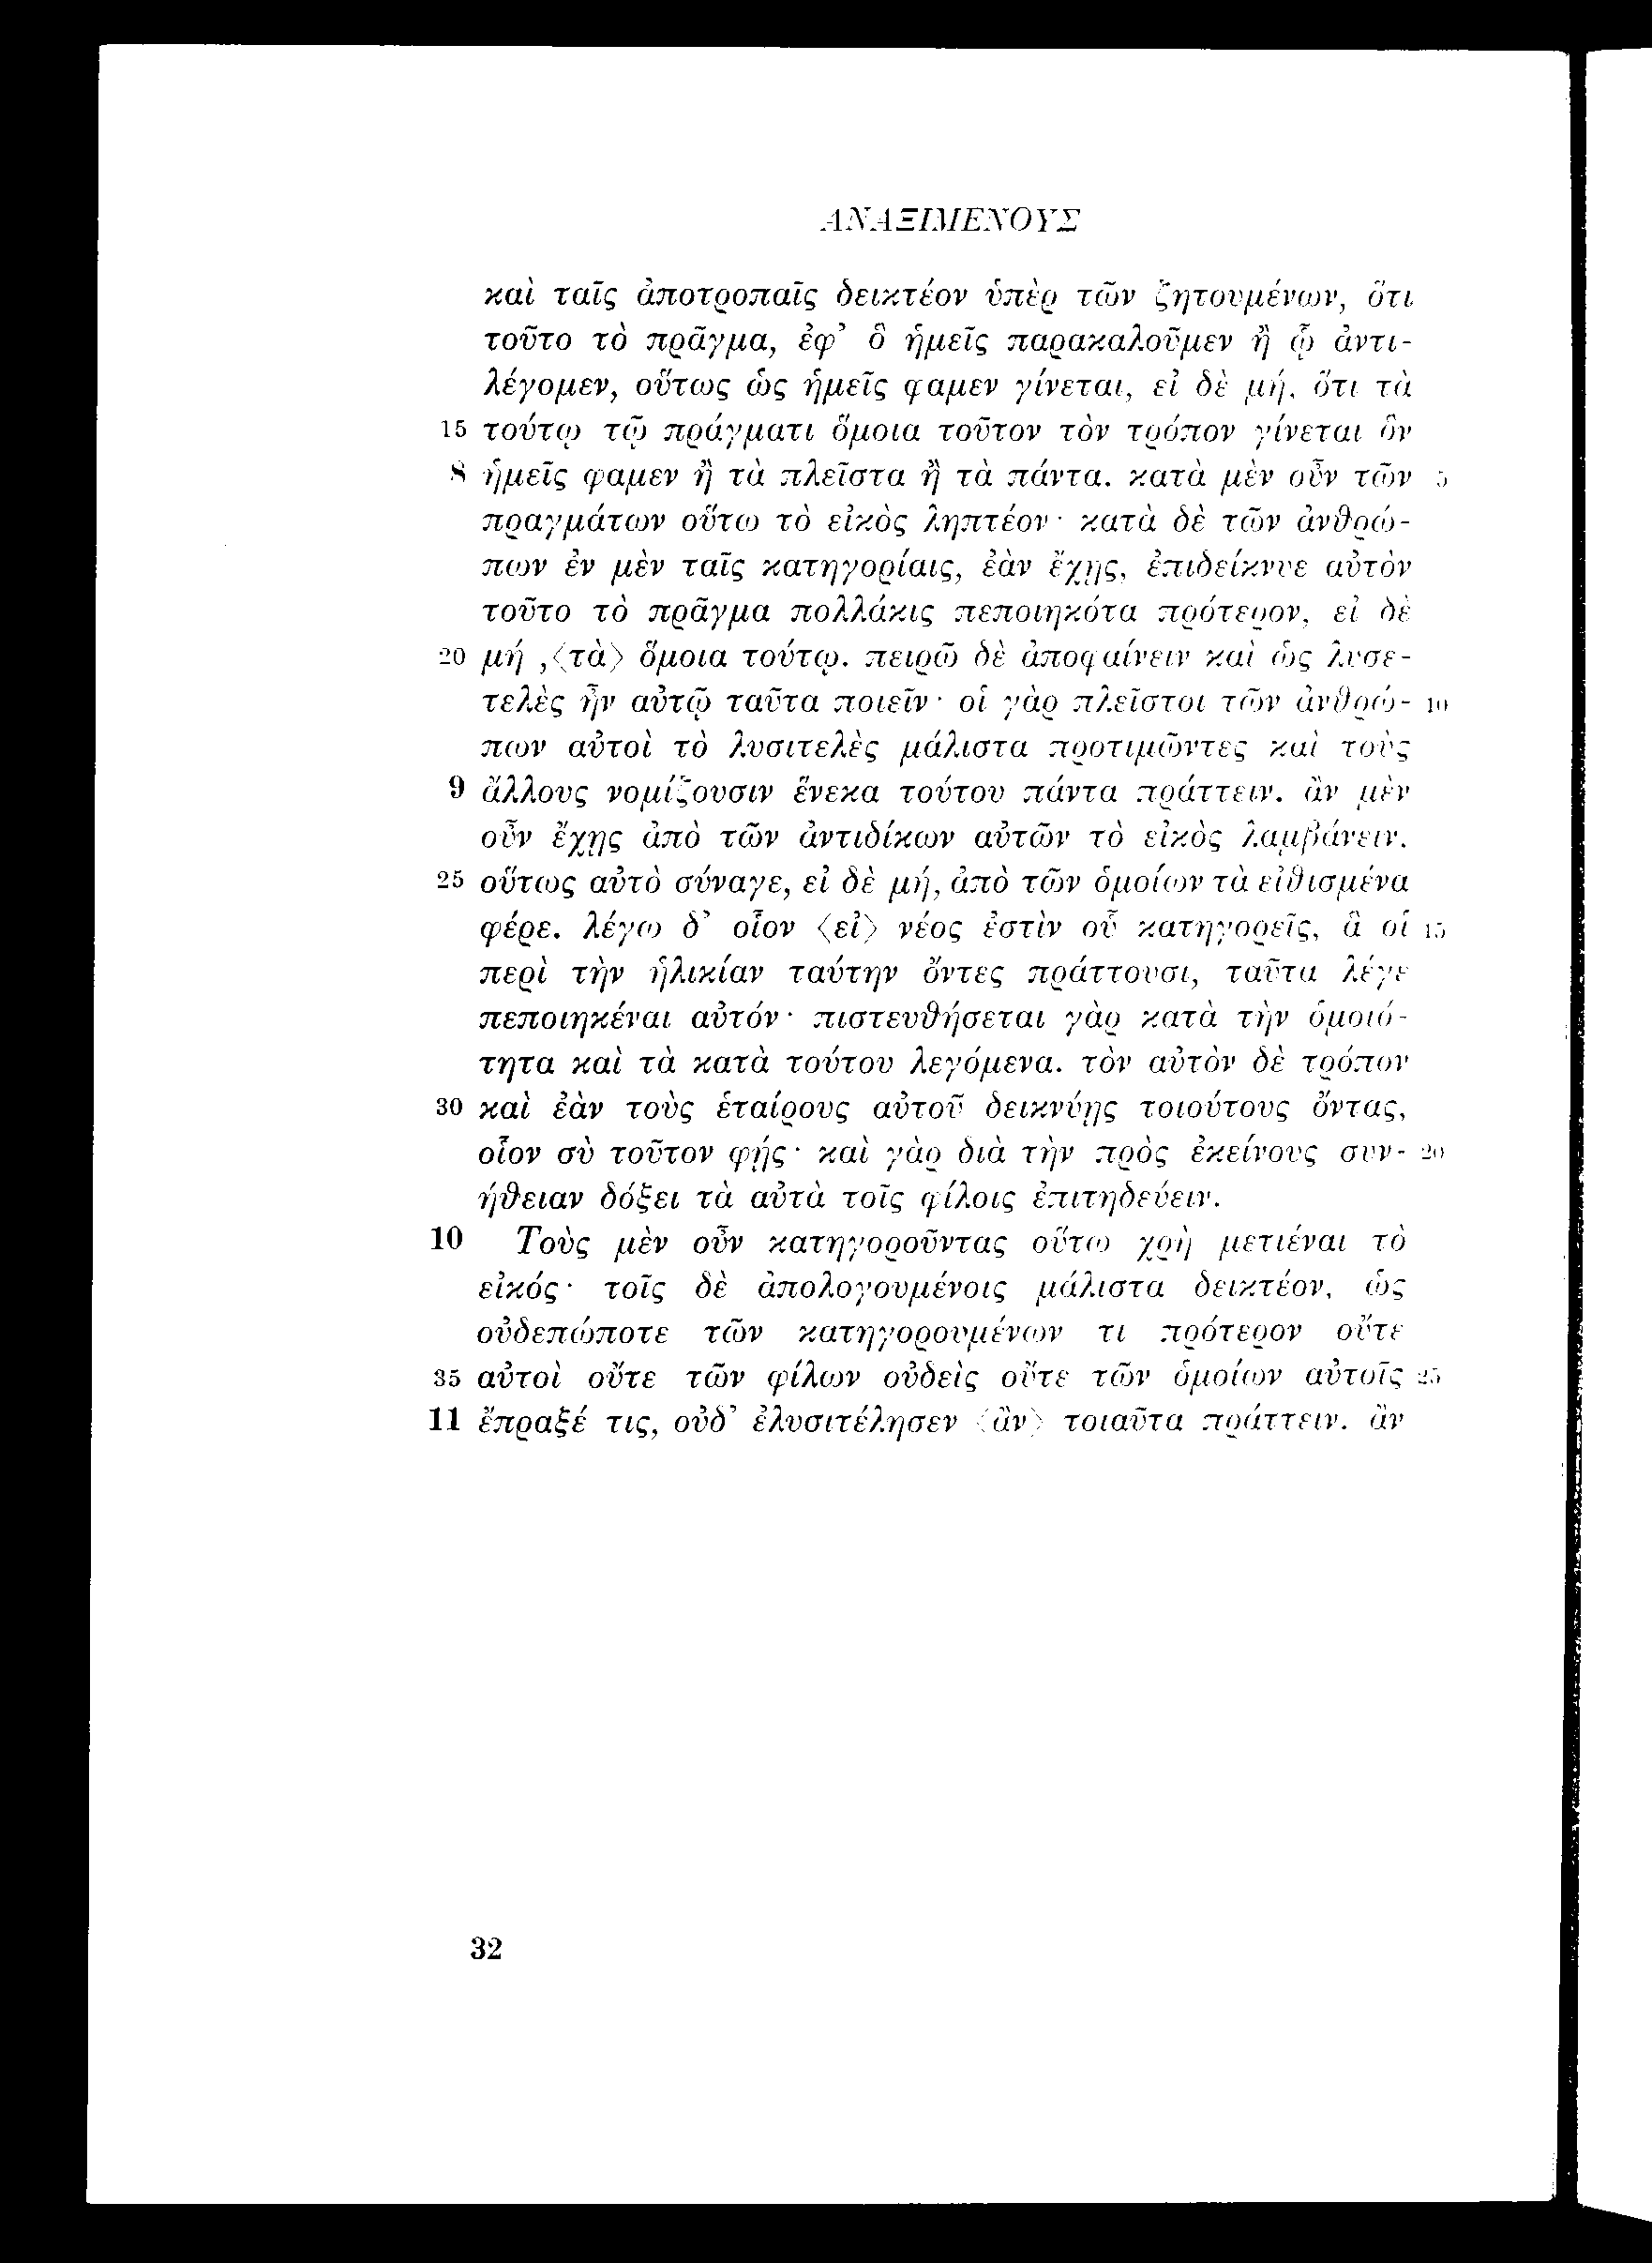 ΑΝΑΞΙΜΕΝΟΥΣ
καὶ ταῖς ἀποτροπαῖς δεικτέον ὑπὲρ τῶν ζητουμένων, ὅτι
τοῦτο τὸ πρᾶγμα, ἐφ’ ὃ ἡμεῖς παρακαλοῦμεν ἢ ᾧ ἀντι-
λέγομεν, οὕτως ὡς ἡμεῖς φαμεν γίνεται, εἰ δὲ μή, ὅτι τὰ
15 τούτῳ τῷ πράγματι ὅμοια τοῦτον τὸν τρόπον γίνεται ὃν
8 ἡμεῖς φαμεν ἢ τὰ πλεῖστα ἢ τὰ πάντα. κατὰ μὲν οὖν τῶν 5
πραγμάτων οὕτω τὸ εἰκὸς ληπτέον· κατὰ δὲ τῶν ἀνθρώ-
πων ἐν μὲν ταῖς κατηγορίαις, ἐὰν ἔχῃς, ἐπιδείκνυε αὐτὸν
τοῦτο τὸ πρᾶγμα πολλάκις πεποιηκότα πρότερον, εἰ δὲ
20 μή ,⟨τὰ⟩ ὅμοια τούτῳ. πειρῶ δὲ ἀποφαίνειν καὶ ὡς λυσε-
τελὲς ἦν αὐτῷ ταῦτα ποιεῖν· οἱ γὰρ πλεῖστοι τῶν ἀνθρώ- 10
πων αὐτοὶ τὸ λυσιτελὲς μάλιστα προτιμῶντες καὶ τοὺς
9 ἄλλους νομίζουσιν ἕνεκα τούτου πάντα πράττειν. ἂν μὲν
οὖν ἔχῃς ἀπὸ τῶν ἀντιδίκων αὐτῶν τὸ εἰκὸς λαμβάνειν,
25 οὕτως αὐτὸ σύναγε, εἰ δὲ μή, ἀπὸ τῶν ὁμοίων τὰ εἰθισμένα
φέρε. λέγω δ’ οἷον ⟨εἰ⟩ νέος ἐστὶν οὗ κατηγορεῖς, ἃ οἱ 15
περὶ τὴν ἡλικίαν ταύτην ὄντες πράττουσι, ταῦτα λέγε
πεποιηκέναι αὐτόν· πιστευθήσεται γὰρ κατὰ τὴν ὁμοιό-
τητα καὶ τὰ κατὰ τούτου λεγόμενα. τὸν αὐτὸν δὲ τρόπον
30 καὶ ἐὰν τοὺς ἑταίρους αὐτοῦ δεικνύῃς τοιούτους ὄντας,
οἷον σὺ τοῦτον φῄς· καὶ γὰρ διὰ τὴν πρὸς ἐκείνους συν- 20
ήθειαν δόξει τὰ αὐτὰ τοῖς φίλοις ἐπιτηδεύειν.
10 Τοὺς μὲν οὖν κατηγοροῦντας οὕτω χρὴ μετιέναι τὸ
εἰκός· τοῖς δὲ ἀπολογουμένοις μάλιστα δεικτέον, ὡς
οὐδεπώποτε τῶν κατηγορουμένων τι πρότερον οὔτε
35 αὐτοὶ οὔτε τῶν φίλων οὐδεὶς οὔτε τῶν ὁμοίων αὐτοῖς 25
11 ἔπραξέ τις, οὐδ’ ἐλυσιτέλησεν ⟨ἂν⟩ τοιαῦτα πράττειν. ἂν
32